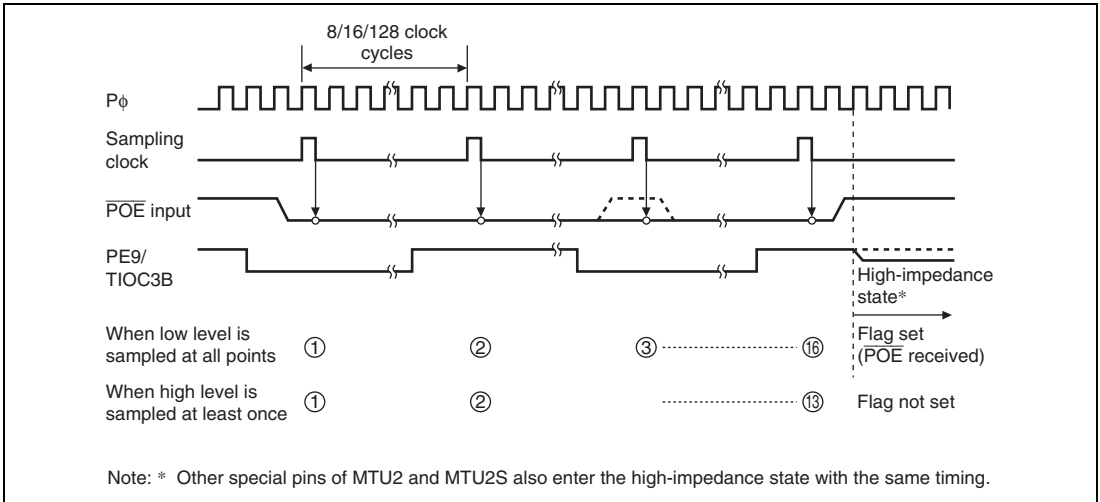 8/16/128 clock
cycles
Pφ
Sampling
clock
POE input
PE9/
TIOC3B
High-impedance
state*
When low level is
sampled at all points
① ② ③ ⑯
Flag set
(POE received)
When high level is
sampled at least once
① ② ⑬
Flag not set
Note: * Other special pins of MTU2 and MTU2S also enter the high-impedance state with the same timing.